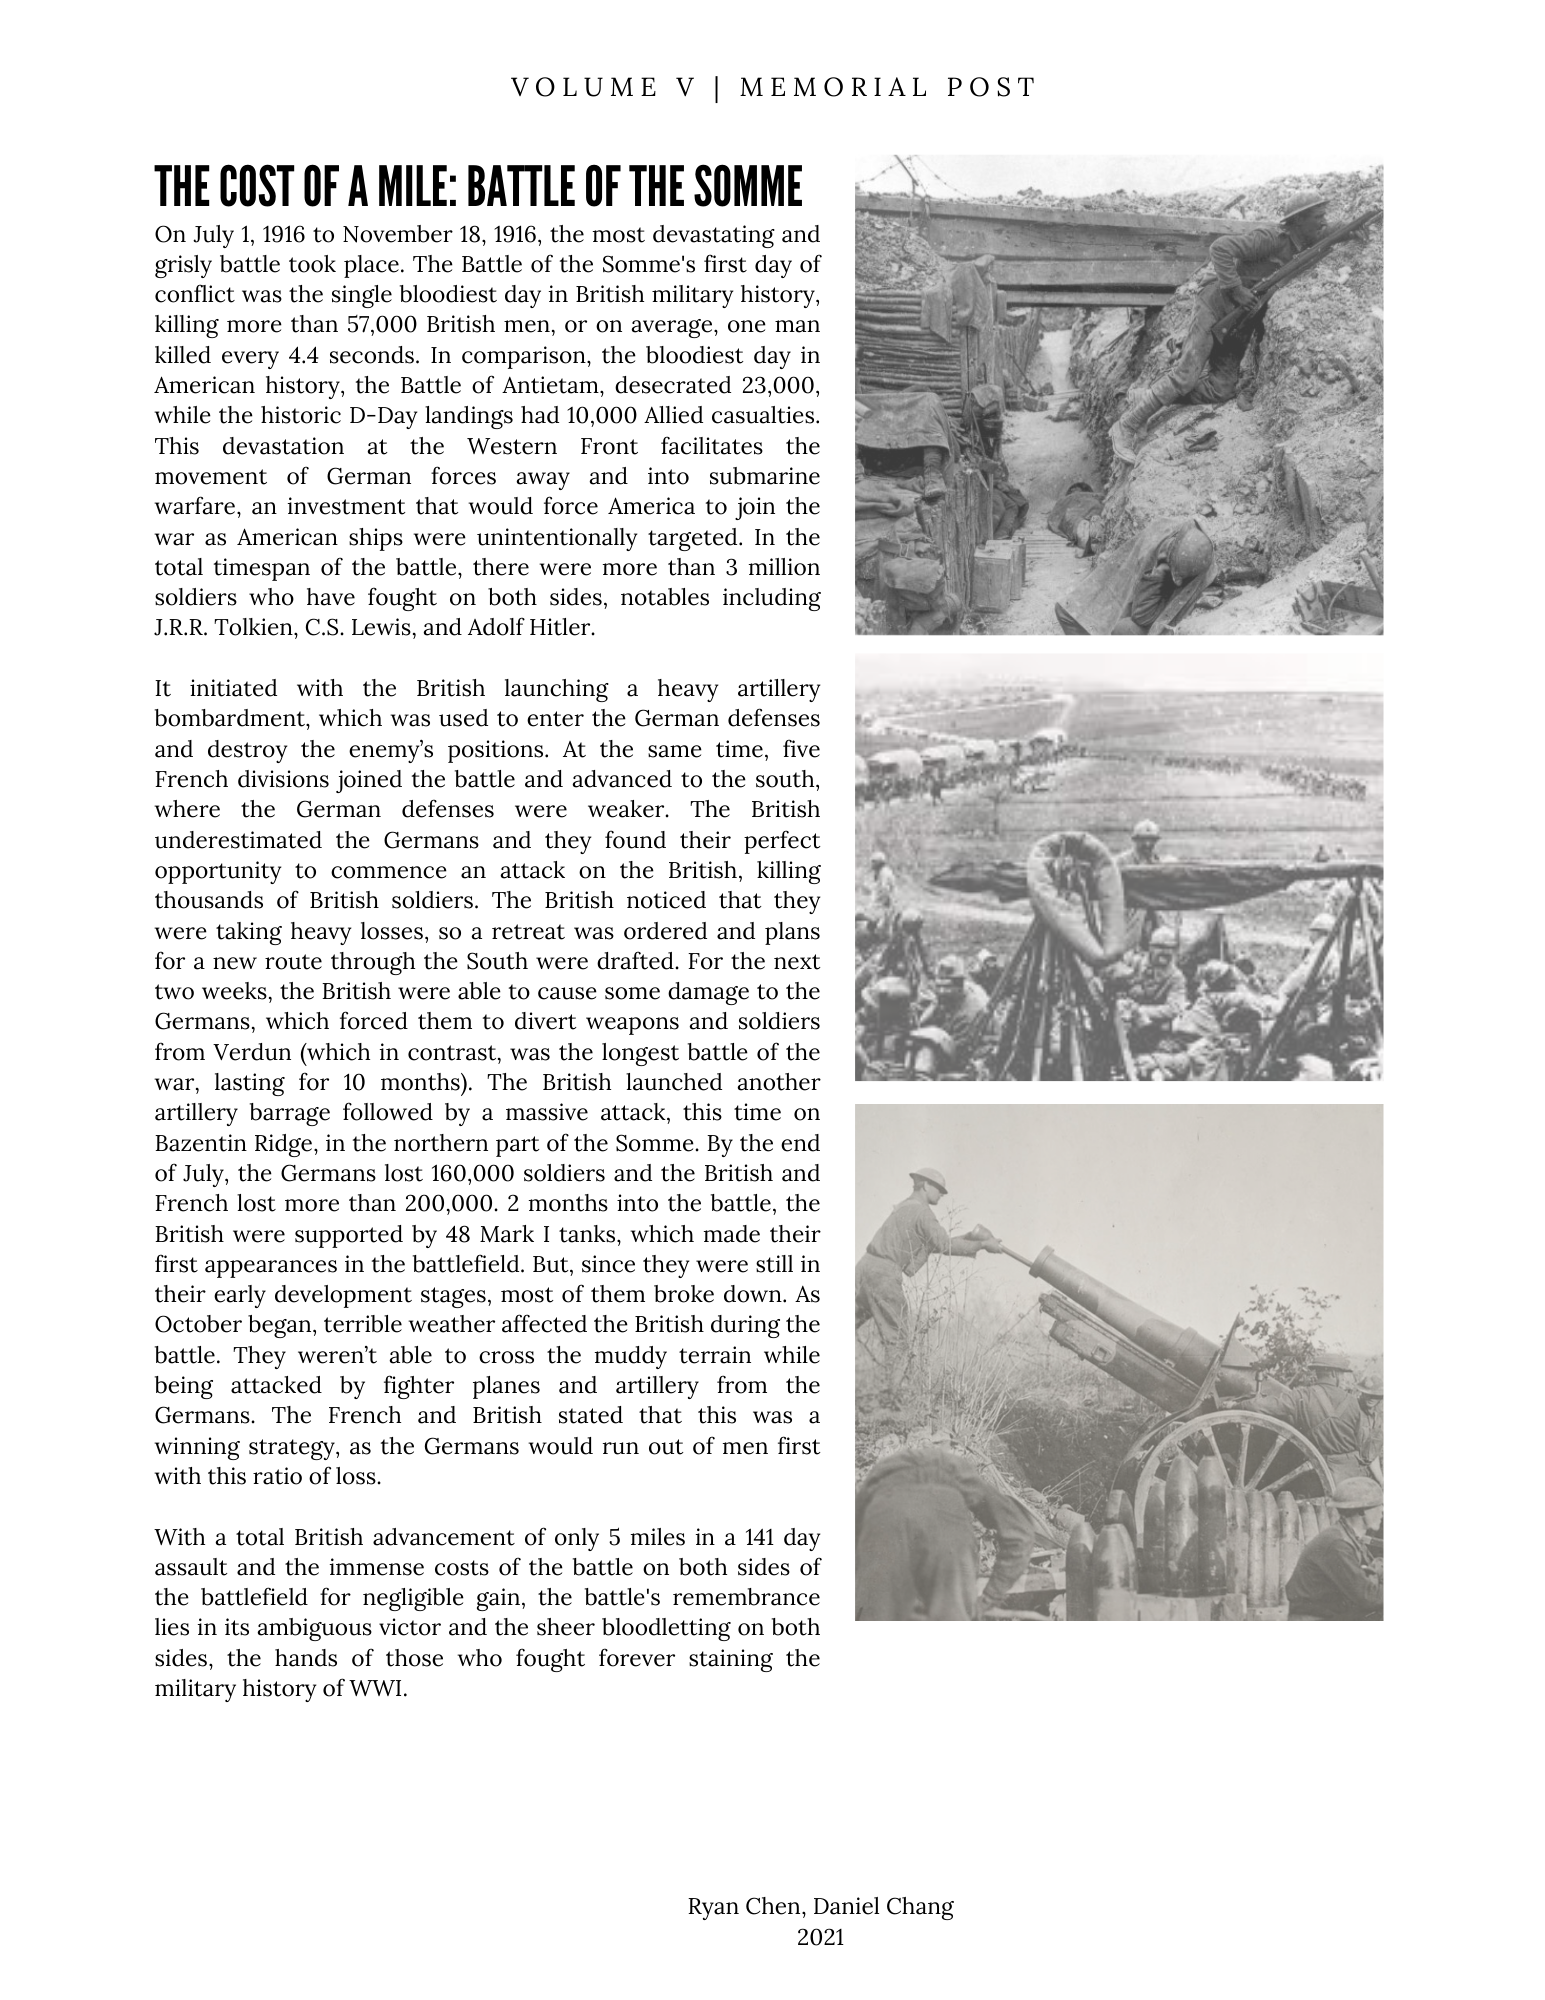 VOLUME V | MEMORIAL POST
THE COST OF A MILE: BATTLE OF THE SOMME
On July 1, 1916 to November 18, 1916, the most devastating and
grisly battle took place. The Battle of the Somme's first day of
conflict was the single bloodiest day in British military history,
killing more than 57,000 British men, or on average, one man
killed every 4.4 seconds. In comparison, the bloodiest day in
American history, the Battle of Antietam, desecrated 23,000,
while the historic D-Day landings had 10,000 Allied casualties.
This devastation at the Western Front facilitates the
movement of German forces away and into submarine
warfare, an investment that would force America to join the
war as American ships were unintentionally targeted. In the
total timespan of the battle, there were more than 3 million
soldiers who have fought on both sides, notables including
J.R.R. Tolkien, C.S. Lewis, and Adolf Hitler.
It initiated with the British launching a heavy artillery
bombardment, which was used to enter the German defenses
and destroy the enemy’s positions. At the same time, five
French divisions joined the battle and advanced to the south,
where the German defenses were weaker. The British
underestimated the Germans and they found their perfect
opportunity to commence an attack on the British, killing
thousands of British soldiers. The British noticed that they
were taking heavy losses, so a retreat was ordered and plans
for a new route through the South were drafted. For the next
two weeks, the British were able to cause some damage to the
Germans, which forced them to divert weapons and soldiers
from Verdun (which in contrast, was the longest battle of the
war, lasting for 10 months). The British launched another
artillery barrage followed by a massive attack, this time on
Bazentin Ridge, in the northern part of the Somme. By the end
of July, the Germans lost 160,000 soldiers and the British and
French lost more than 200,000. 2 months into the battle, the
British were supported by 48 Mark I tanks, which made their
first appearances in the battlefield. But, since they were still in
their early development stages, most of them broke down. As
October began, terrible weather affected the British during the
battle. They weren’t able to cross the muddy terrain while
being attacked by fighter planes and artillery from the
Germans. The French and British stated that this was a
winning strategy, as the Germans would run out of men first
with this ratio of loss.
With a total British advancement of only 5 miles in a 141 day
assault and the immense costs of the battle on both sides of
the battlefield for negligible gain, the battle's remembrance
lies in its ambiguous victor and the sheer bloodletting on both
sides, the hands of those who fought forever staining the
military history of WWI.
Ryan Chen, Daniel Chang
2021